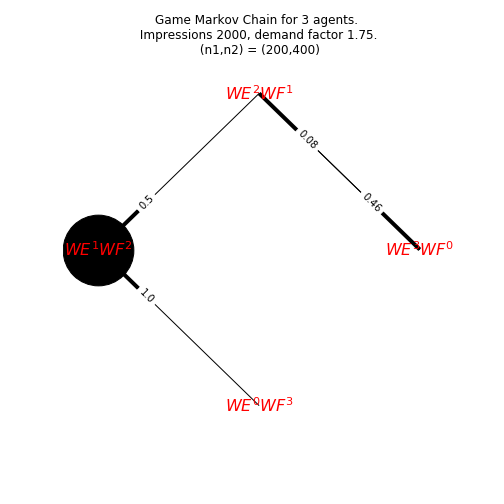 Game Markov Chain for 3 agents.
Impressions 2000, demand factor 1.75.
(n1,n2) = (200,400)
WE²WF¹
0.08
0.5
0.46
WE¹WF²
WE³WF⁰
1.0
WE⁰WF³